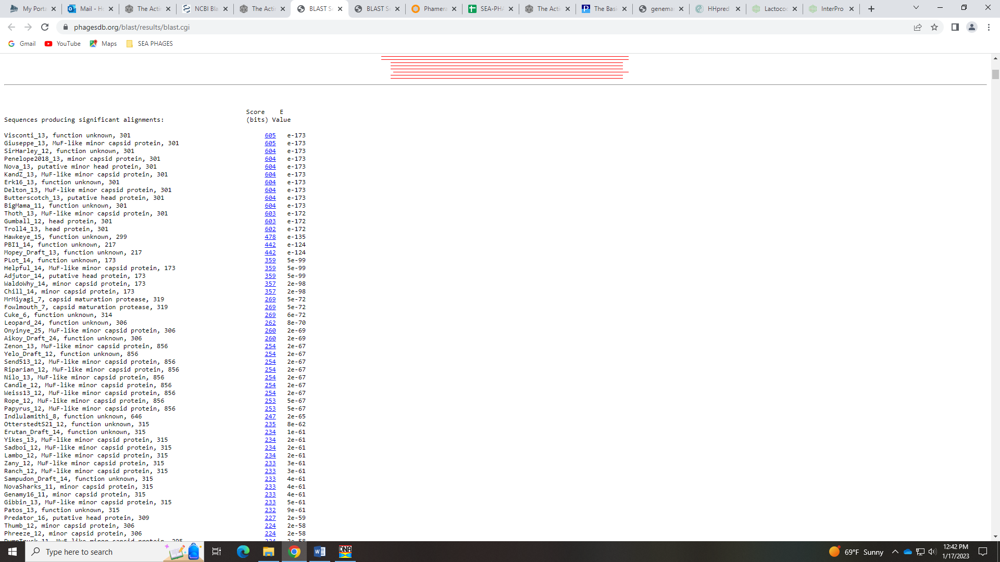 My Porta
Mail - Ho
The Actin
NCBI Bla
The Actin
BLAST Se
BLAST Se
Phamera
SEA-PHA
The Actin
The Basi
genemar
HHpred
Lactococ
InterPro
phagesdb.org/blast/results/blast.cgi
Gmail
YouTube
Maps
SEA PHAGES
Score E
Sequences producing significant alignments: (bits) Value
Visconti_13, function unknown, 301 605 e-173
Giuseppe_13, MuF-like minor capsid protein, 301 605 e-173
SirHarley_12, function unknown, 301 604 e-173
Penelope2018_13, minor capsid protein, 301 604 e-173
Nova_13, putative minor head protein, 301 604 e-173
KandZ_13, MuF-like minor capsid protein, 301 604 e-173
Erk16_13, function unknown, 301 604 e-173
Delton_13, MuF-like minor capsid protein, 301 604 e-173
Butterscotch_13, putative head protein, 301 604 e-173
BigMama_11, function unknown, 301 604 e-173
Thoth_13, MuF-like minor capsid protein, 301 603 e-172
Gumball_12, head protein, 301 603 e-172
Troll4_13, head protein, 301 602 e-172
Hawkeye_15, function unknown, 299 478 e-135
PBI1_14, function unknown, 217 442 e-124
Mopey_Draft_13, function unknown, 217 442 e-124
PLot_14, function unknown, 173 359 5e-99
Helpful_14, MuF-like minor capsid protein, 173 359 5e-99
Adjutor_14, putative head protein, 173 359 5e-99
WaldoWhy_14, minor capsid protein, 173 357 2e-98
Chill_14, minor capsid protein, 173 357 2e-98
MrMiyagi_7, capsid maturation protease, 319 269 5e-72
Fowlmouth_7, capsid maturation protease, 319 269 5e-72
Cuke_6, function unknown, 314 269 6e-72
Leopard_24, function unknown, 306 262 8e-70
Onyinye_25, MuF-like minor capsid protein, 306 260 2e-69
Aikoy_Draft_24, function unknown, 306 260 2e-69
Zenon_13, MuF-like minor capsid protein, 856 254 2e-67
Yelo_Draft_12, function unknown, 856 254 2e-67
Send513_12, MuF-like minor capsid protein, 856 254 2e-67
Riparian_12, MuF-like minor capsid protein, 856 254 2e-67
Nilo_13, MuF-like minor capsid protein, 856 254 2e-67
Candle_12, MuF-like minor capsid protein, 856 254 2e-67
Weiss13_12, MuF-like minor capsid protein, 856 254 2e-67
Rope_12, MuF-like minor capsid protein, 856 253 5e-67
Papyrus_12, MuF-like minor capsid protein, 856 253 5e-67
Indlulamithi_8, function unknown, 646 247 2e-65
OtterstedtS21_12, function unknown, 315 235 8e-62
Erutan_Draft_14, function unknown, 315 234 1e-61
Yikes_13, MuF-like minor capsid protein, 315 234 2e-61
Sadboi_12, MuF-like minor capsid protein, 315 234 2e-61
Lambo_12, MuF-like minor capsid protein, 315 234 2e-61
Zany_12, MuF-like minor capsid protein, 315 233 3e-61
Ranch_12, MuF-like minor capsid protein, 315 233 3e-61
Sampudon_Draft_14, function unknown, 315 233 4e-61
NovaSharks_11, minor capsid protein, 315 233 4e-61
Genamy16_11, minor capsid protein, 315 233 4e-61
Gibbin_13, MuF-like minor capsid protein, 315 233 5e-61
Patos_13, function unknown, 315 232 9e-61
Predator_16, putative head protein, 309 227 2e-59
Thumb_12, minor capsid protein, 306 224 2e-58
Phreeze_12, minor capsid protein, 306 224 2e-58
DumpTruck_11, MuF-like minor capsid protein, 295 224 2e-58
Type here to search
DNA
69°F Sunny
12:42 PM
1/17/2023